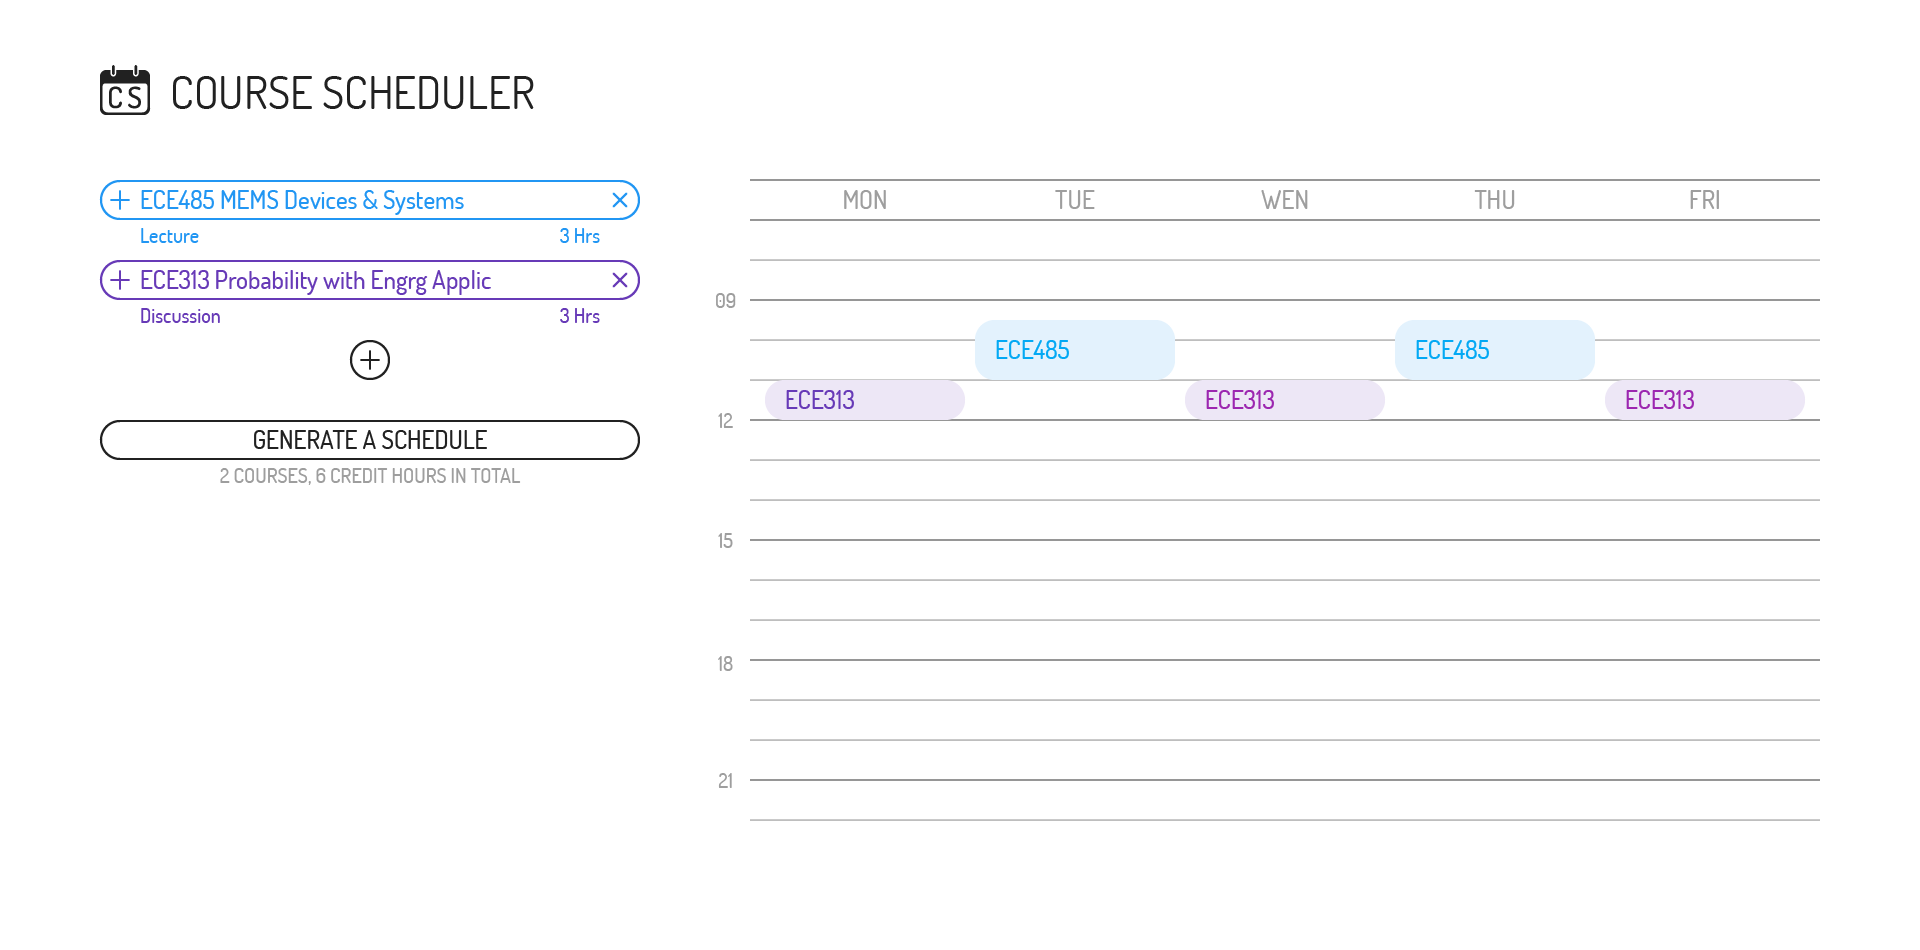 CS
COURSE SCHEDULER
ECE485 MEMS Devices & Systems
Lecture 3 Hrs
ECE313 Probability with Engrg Applic
Discussion 3 Hrs
GENERATE A SCHEDULE
2 COURSES, 6 CREDIT HOURS IN TOTAL
MON TUE WEN THU FRI
09
ECE485 ECE485
ECE313 ECE313 ECE313
12
15
18
21